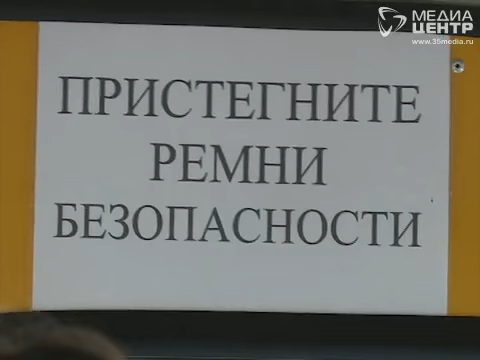 МЕДИА
ЦЕНТР
www.35media.ru
ПРИСТЕГНИТЕ
РЕМНИ
БЕЗОПАСНОСТИ